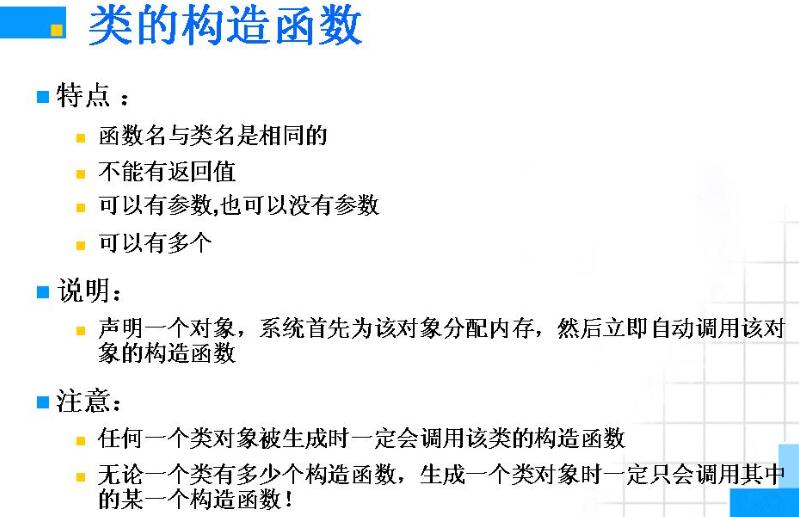 类的构造函数
特点：
函数名与类名是相同的
不能有返回值
可以有参数,也可以没有参数
可以有多个
说明：
声明一个对象，系统首先为该对象分配内存，然后立即自动调用该对
象的构造函数
注意：
任何一个类对象被生成时一定会调用该类的构造函数
无论一个类有多少个构造函数，生成一个类对象时一定只会调用其中
的某一个构造函数！